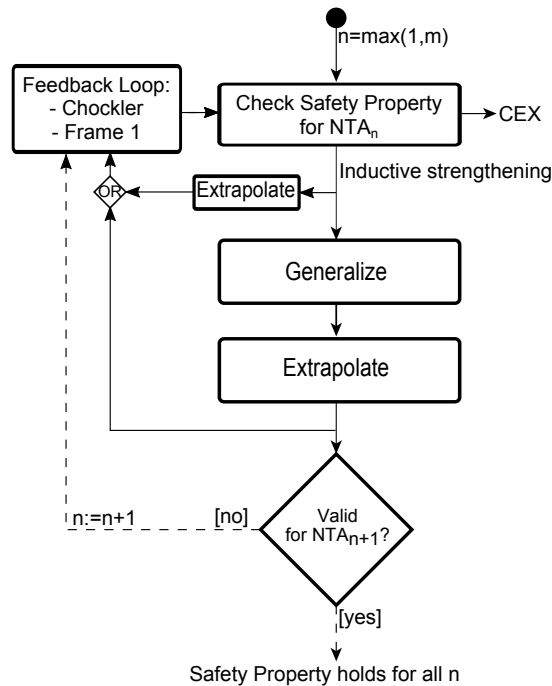 n=max(1,m)
Feedback Loop:
- Chockler
- Frame 1
Check Safety Property
for NTAₙ
CEX
Inductive strengthening
OR
Extrapolate
Generalize
Extrapolate
n:=n+1
[no]
Valid
for NTAₙ₊₁?
[yes]
Safety Property holds for all n